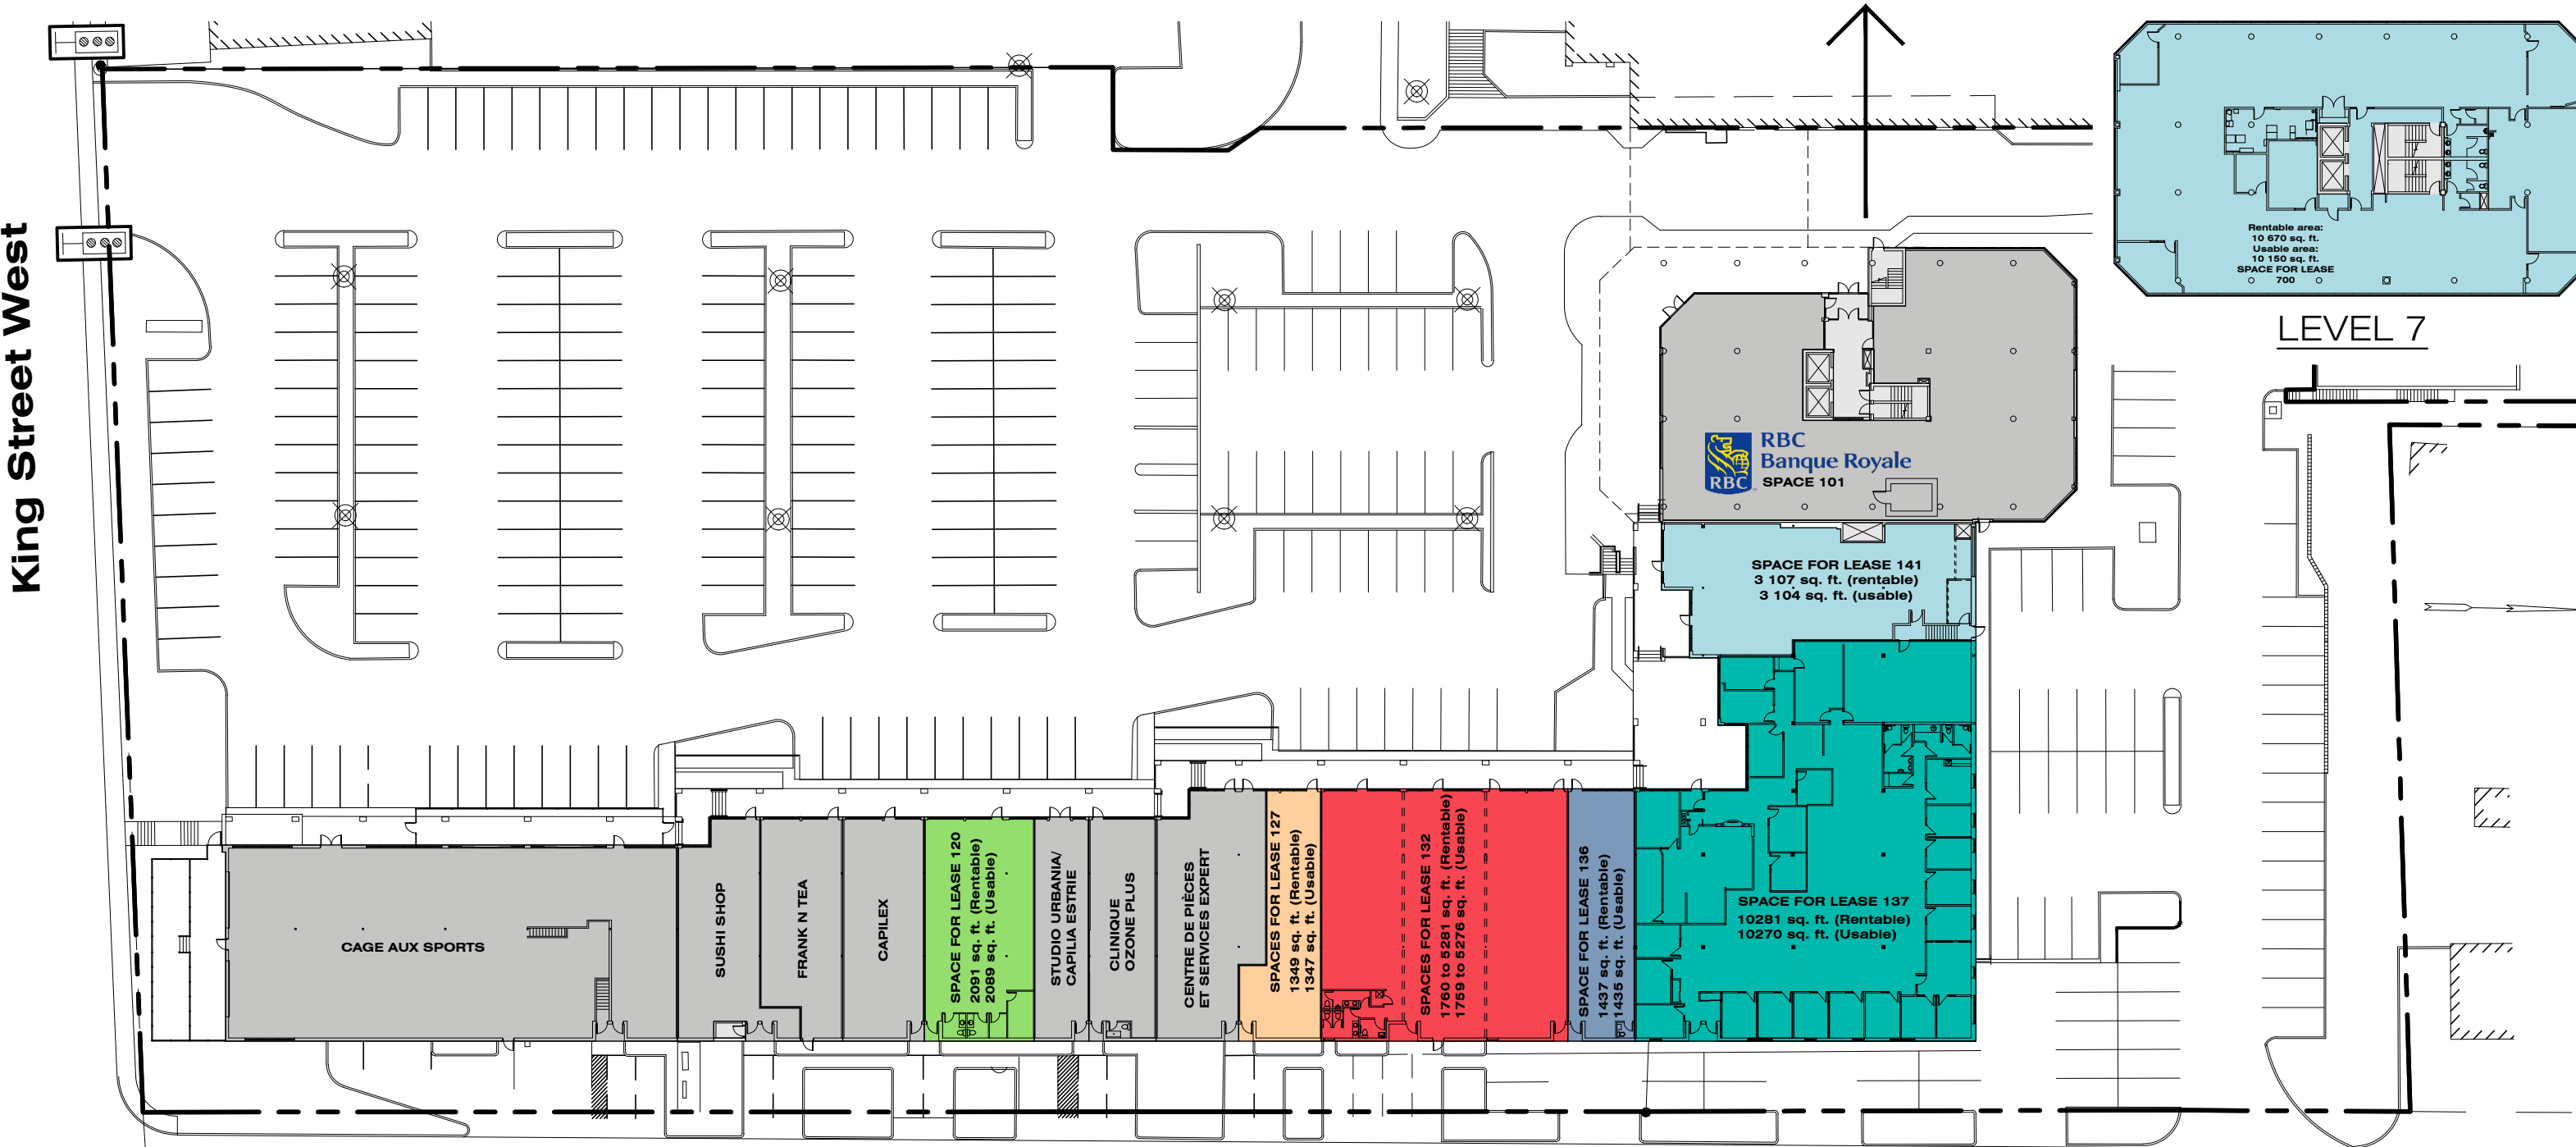 King Street West
Rentable area:
10 670 sq. ft.
Usable area:
10 150 sq. ft.
SPACE FOR LEASE
700
LEVEL 7
RBC
RBC
Banque Royale
SPACE 101
SPACE FOR LEASE 141
3 107 sq. ft. (rentable)
3 104 sq. ft. (usable)
CAGE AUX SPORTS
SUSHI SHOP
FRANK N TEA
CAPILEX
SPACE FOR LEASE 120
2091 sq. ft. (Rentable)
2089 sq. ft. (Usable)
STUDIO URBANIA/
CAPILIA ESTRIE
CLINIQUE
OZONE PLUS
CENTRE DE PIÈCES
ET SERVICES EXPERT
SPACES FOR LEASE 127
1349 sq. ft. (Rentable)
1347 sq. ft. (Usable)
SPACES FOR LEASE 132
1760 to 5281 sq. ft. (Rentable)
1759 to 5276 sq. ft. (Usable)
SPACE FOR LEASE 136
1437 sq. ft. (Rentable)
1435 sq. ft. (Usable)
SPACE FOR LEASE 137
10281 sq. ft. (Rentable)
10270 sq. ft. (Usable)